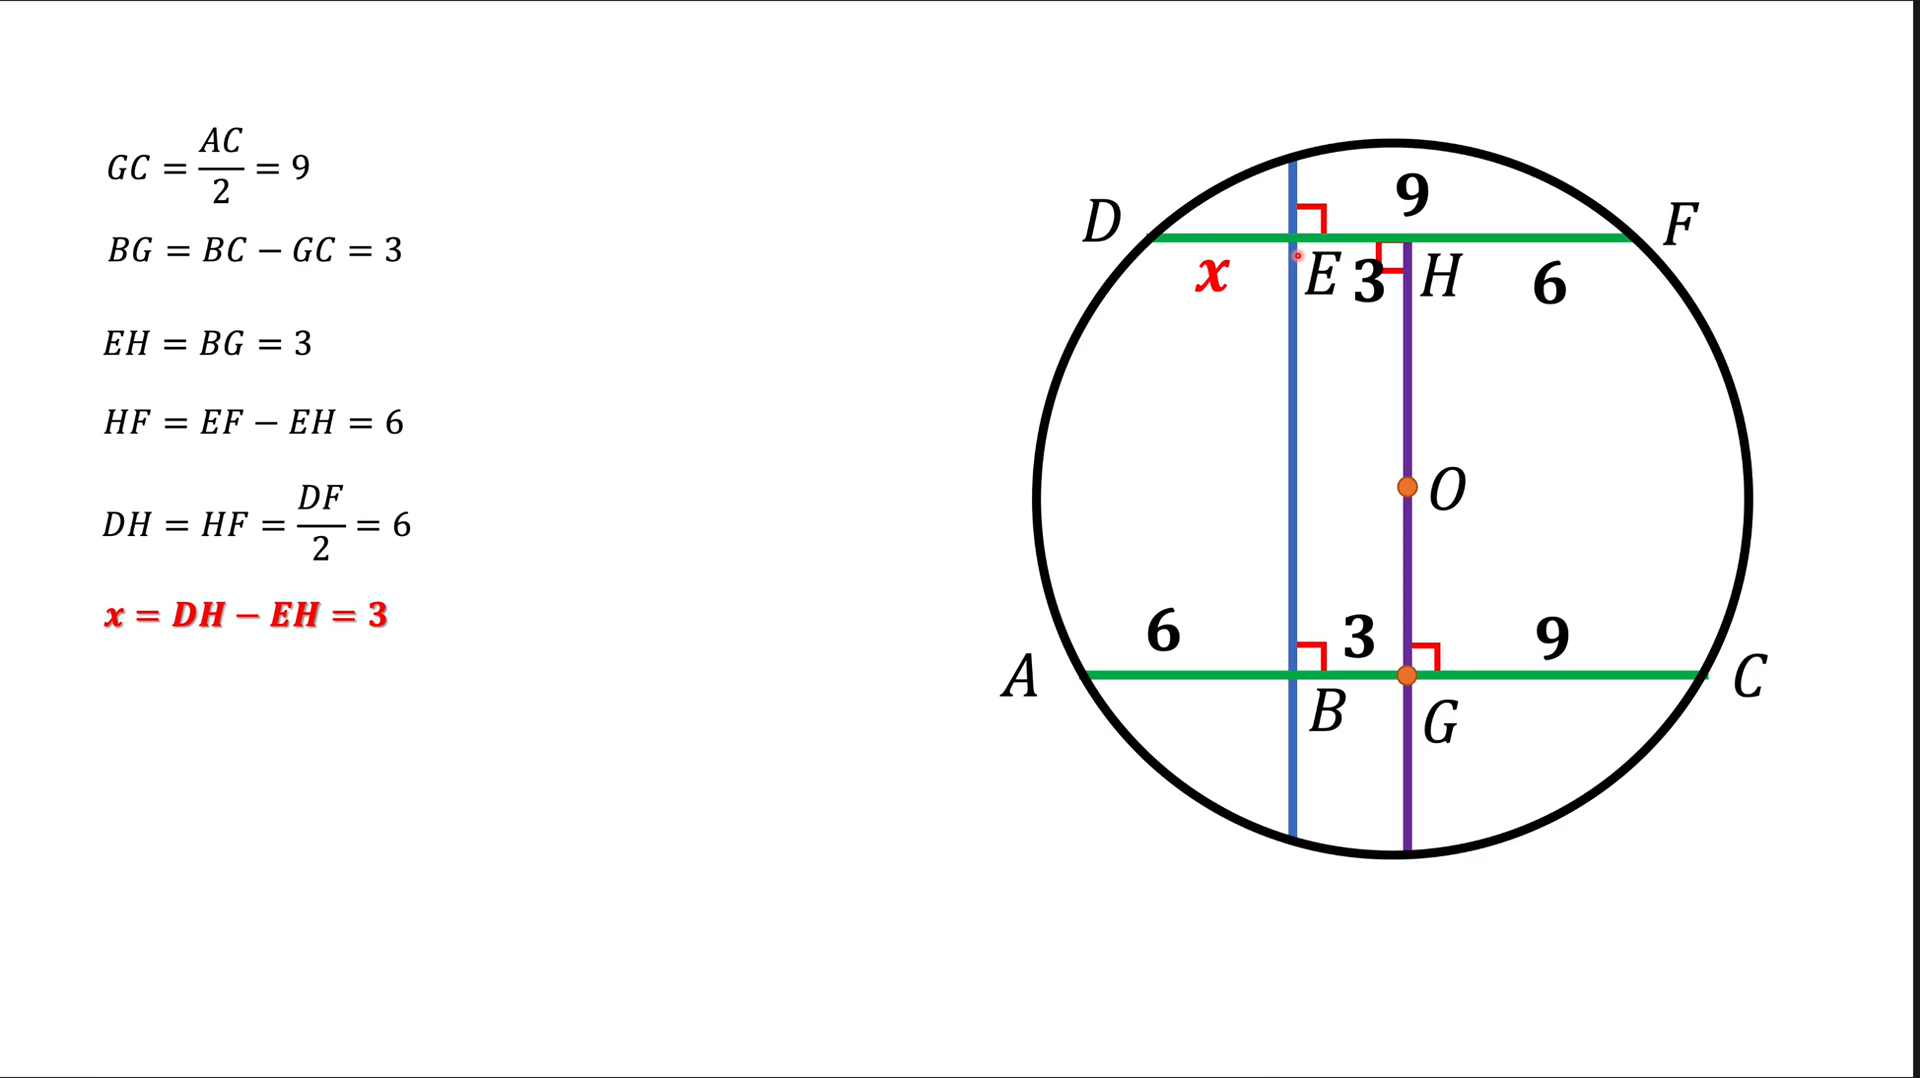 GC = AC/2 = 9
BG = BC − GC = 3
EH = BG = 3
HF = EF − EH = 6
DH = HF = DF/2 = 6
x = DH − EH = 3
9
D F
x E 3 H 6
O
6 3 9
A C
B G